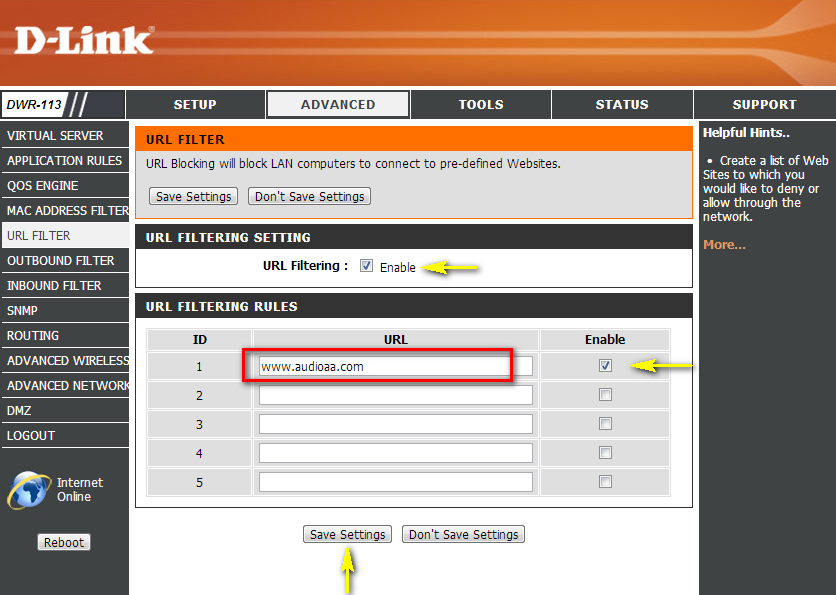 D-Link®
DWR-113
SETUP
ADVANCED
TOOLS
STATUS
SUPPORT
VIRTUAL SERVER
APPLICATION RULES
QOS ENGINE
MAC ADDRESS FILTER
URL FILTER
OUTBOUND FILTER
INBOUND FILTER
SNMP
ROUTING
ADVANCED WIRELESS
ADVANCED NETWORK
DMZ
LOGOUT
Internet
Online
Reboot
URL FILTER
URL Blocking will block LAN computers to connect to pre-defined Websites.
Save Settings Don't Save Settings
URL FILTERING SETTING
URL Filtering : Enable
URL FILTERING RULES
ID URL Enable
1 www.audioaa.com
2
3
4
5
Save Settings Don't Save Settings
Helpful Hints..
• Create a list of Web
Sites to which you
would like to deny or
allow through the
network.
More...